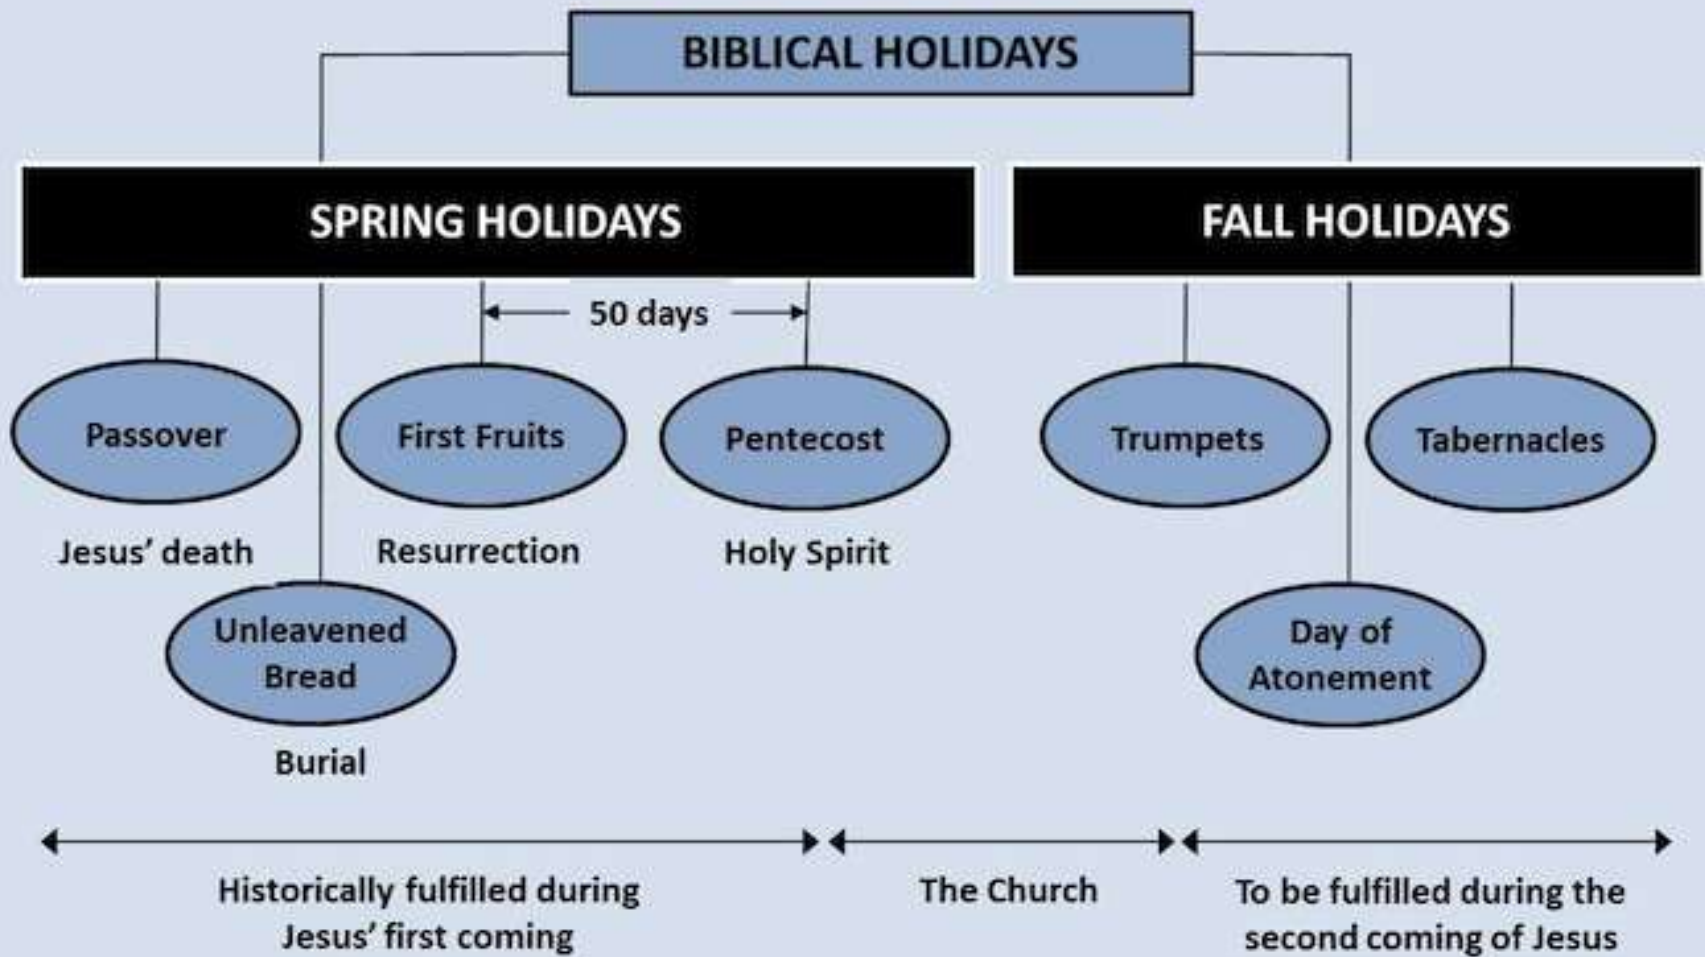 BIBLICAL HOLIDAYS
SPRING HOLIDAYS
FALL HOLIDAYS
50 days
Passover
First Fruits
Pentecost
Trumpets
Tabernacles
Jesus’ death
Resurrection
Holy Spirit
Unleavened
Bread
Day of
Atonement
Burial
Historically fulfilled during
Jesus’ first coming
The Church
To be fulfilled during the
second coming of Jesus